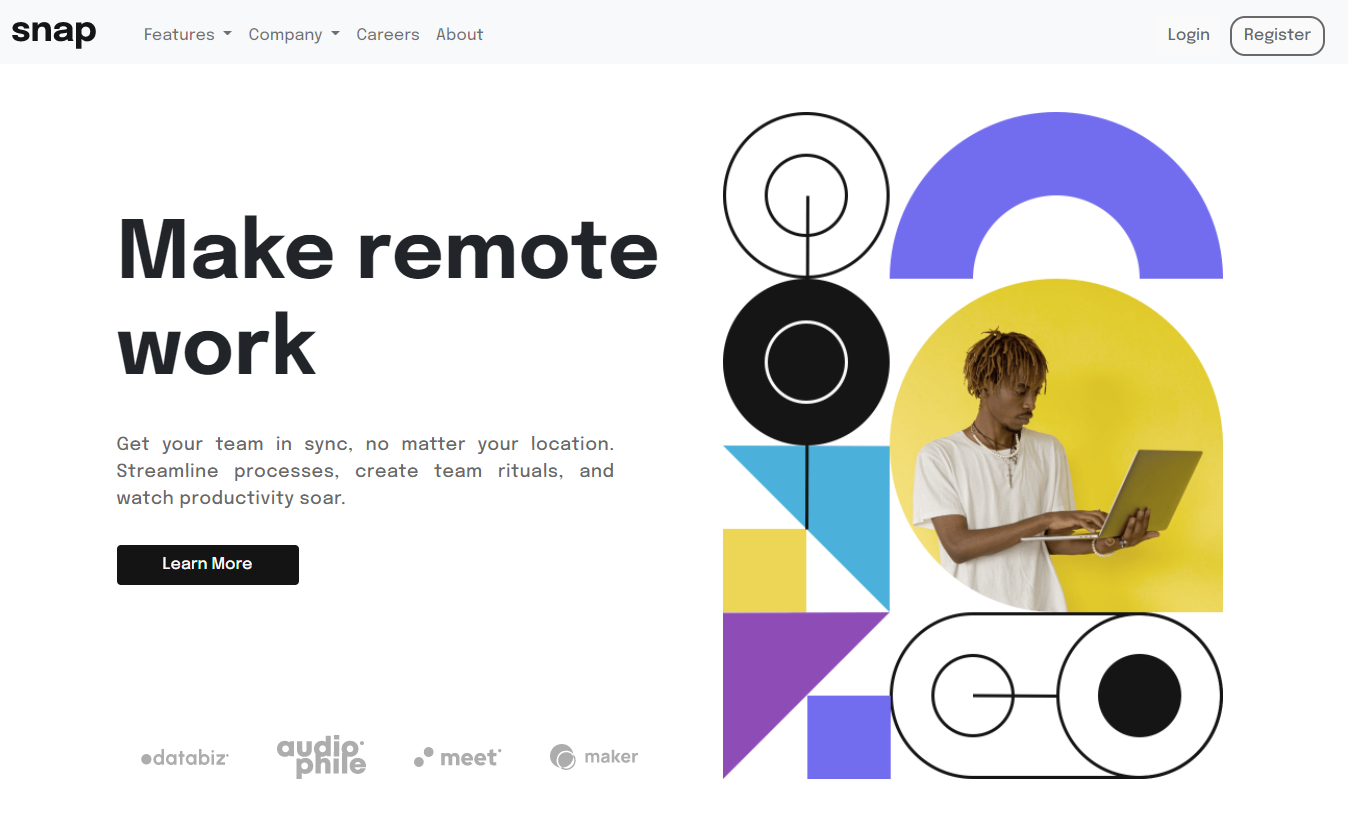 snap
Features
Company
Careers
About
Login
Register
Make remote
work
Get your team in sync, no matter your location.
Streamline processes, create team rituals, and
watch productivity soar.
Learn More
databiz
audio
phile
meet
maker